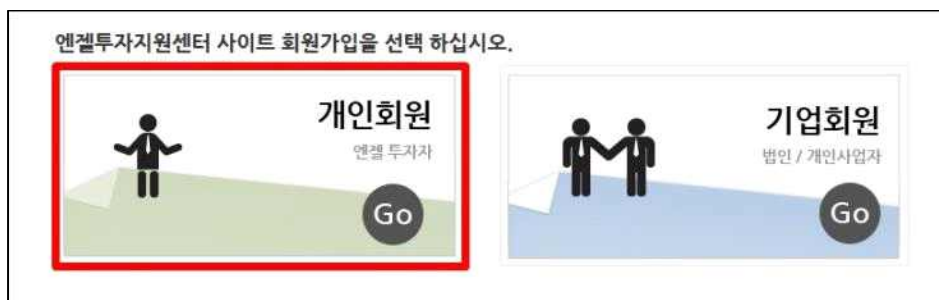 엔젤투자지원센터 사이트 회원가입을 선택 하십시오.
개인회원
엔젤 투자자
Go
기업회원
법인 / 개인사업자
Go